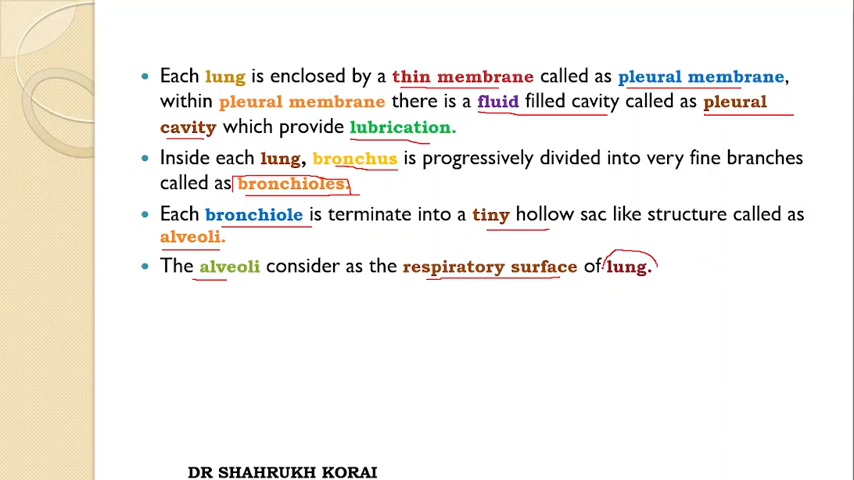 Each lung is enclosed by a thin membrane called as pleural membrane,
within pleural membrane there is a fluid filled cavity called as pleural
cavity which provide lubrication.
Inside each lung, bronchus is progressively divided into very fine branches
called as bronchioles.
Each bronchiole is terminate into a tiny hollow sac like structure called as
alveoli.
The alveoli consider as the respiratory surface of lung.
DR SHAHRUKH KORAI